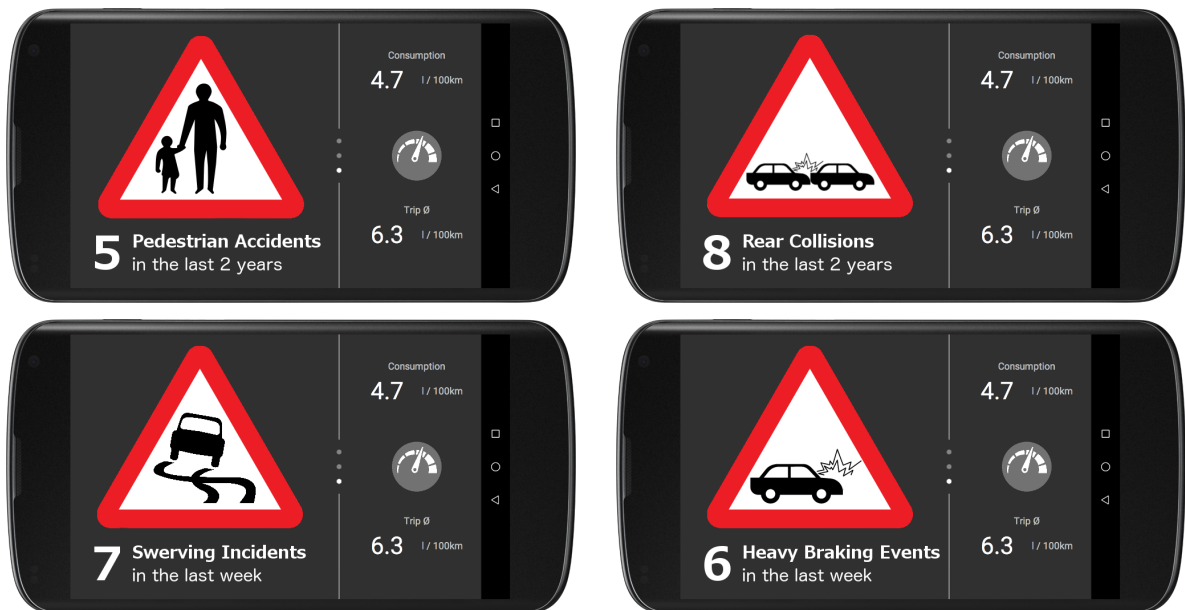 Consumption
4.7 l / 100km
Trip Ø
6.3 l / 100km
5 Pedestrian Accidents
in the last 2 years
Consumption
4.7 l / 100km
Trip Ø
6.3 l / 100km
8 Rear Collisions
in the last 2 years
Consumption
4.7 l / 100km
Trip Ø
6.3 l / 100km
7 Swerving Incidents
in the last week
Consumption
4.7 l / 100km
Trip Ø
6.3 l / 100km
6 Heavy Braking Events
in the last week